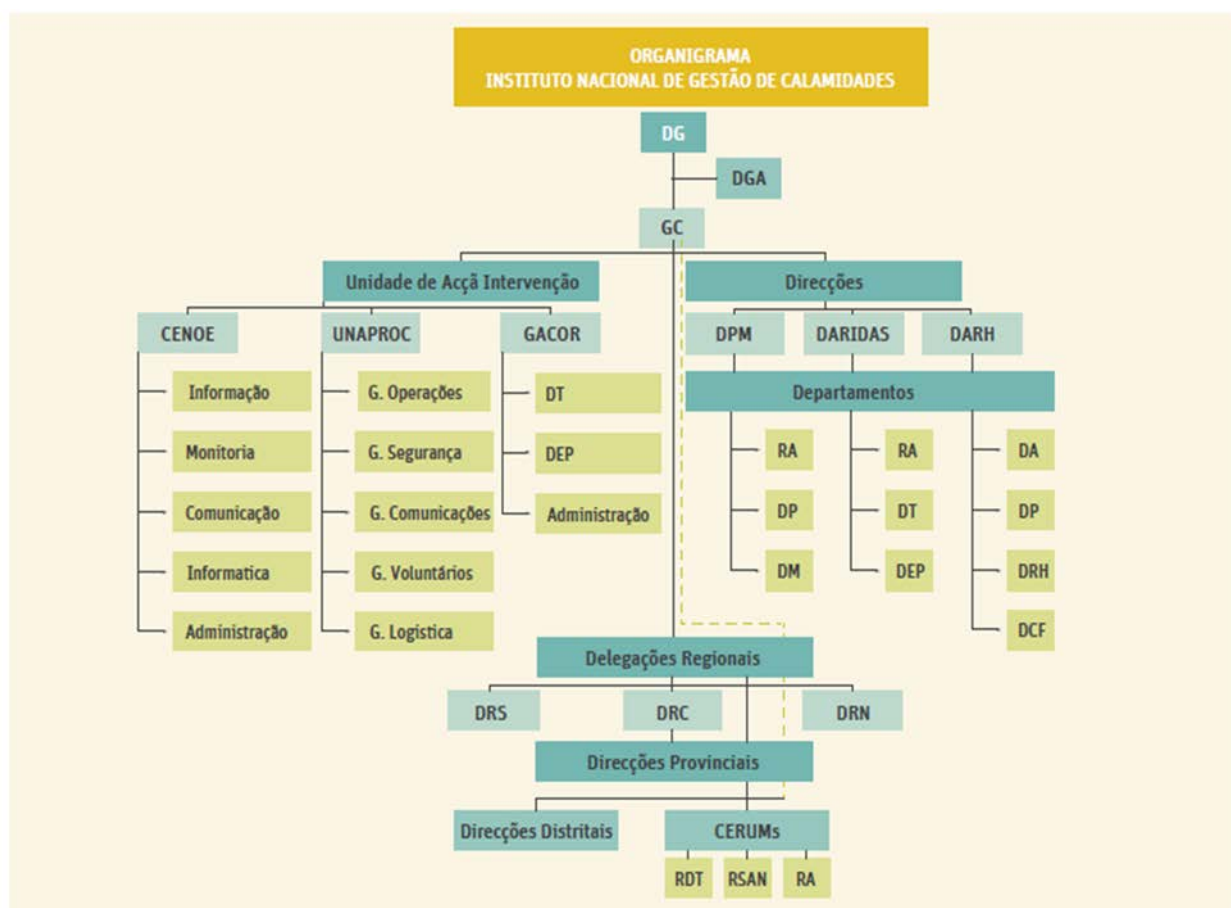 ORGANIGRAMA
INSTITUTO NACIONAL DE GESTÃO DE CALAMIDADES
DG
DGA
GC
Unidade de Acçã Intervenção
Direcções
CENOE
UNAPROC
GACOR
DPM
DARIDAS
DARH
Departamentos
Informação
G. Operações
DT
Monitoria
G. Segurança
DEP
Comunicação
G. Comunicações
Administração
Informatica
G. Voluntários
Administração
G. Logistica
RA
RA
DA
DP
DT
DP
DM
DEP
DRH
DCF
Delegações Regionais
DRS
DRC
DRN
Direcções Provinciais
Direcções Distritais
CERUMs
RDT
RSAN
RA